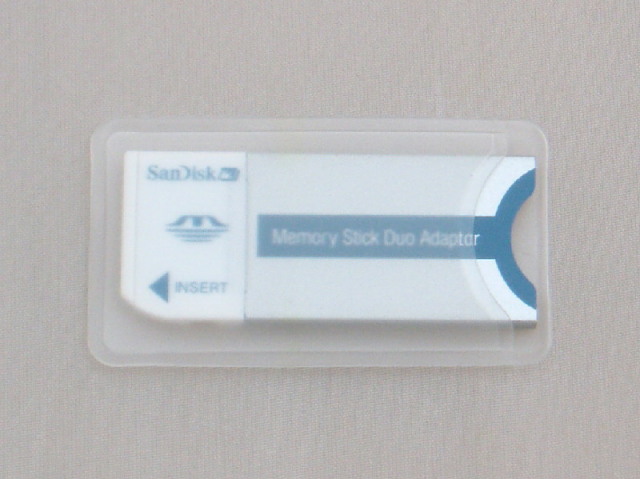 SanDisk
INSERT
Memory Stick Duo Adaptor